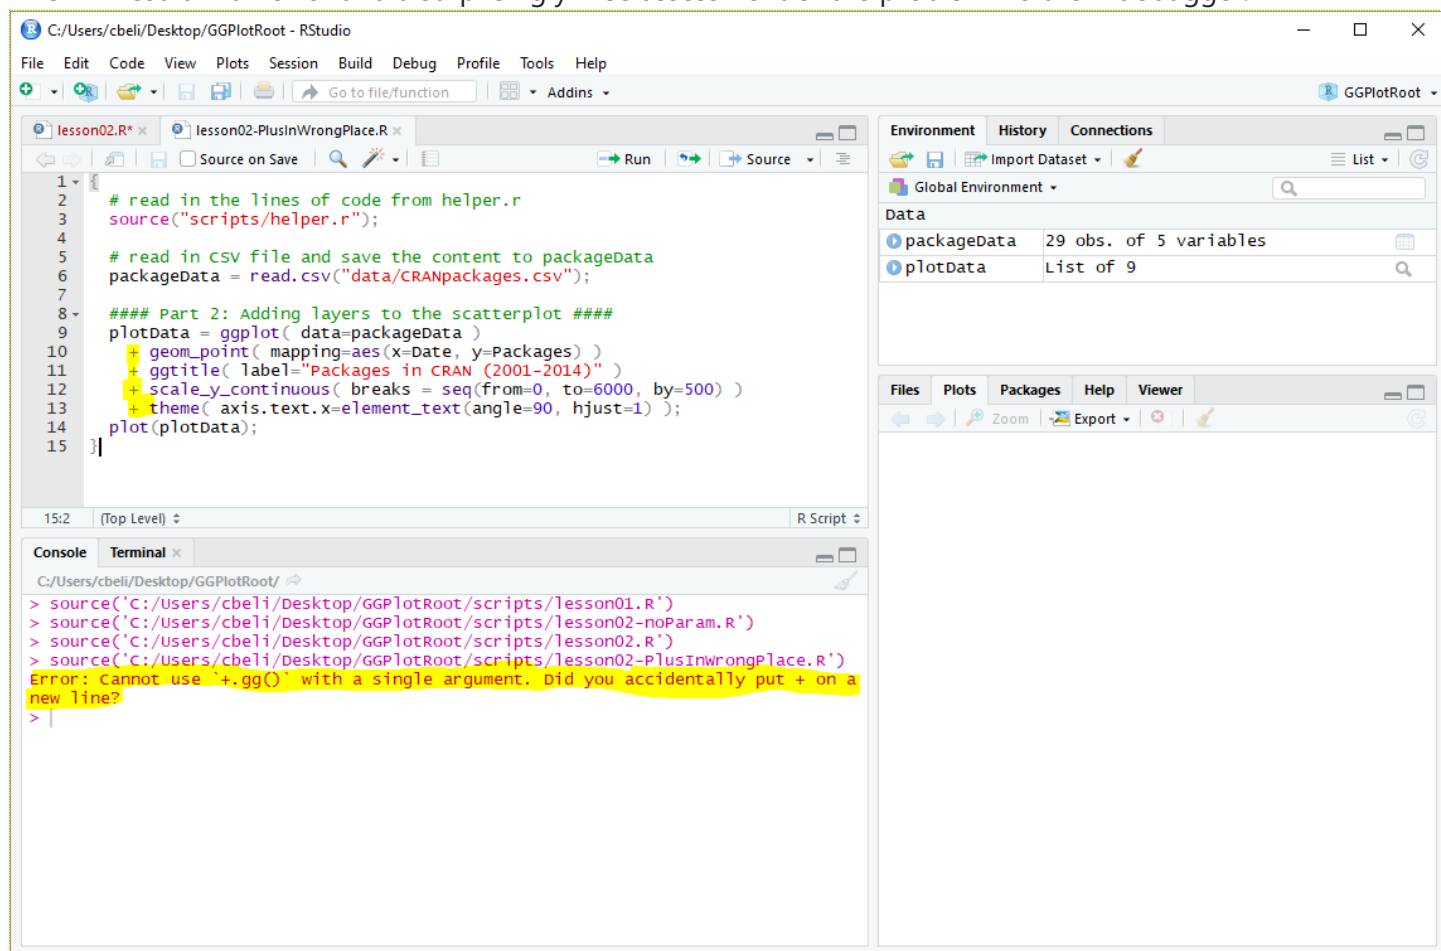 C:/Users/cbeli/Desktop/GGPlotRoot - RStudio
File Edit Code View Plots Session Build Debug Profile Tools Help
Go to file/function Addins GGPlotRoot
lesson02.R* lesson02-PlusInWrongPlace.R
Source on Save Run Source
1 {
2 # read in the lines of code from helper.r
3 source("scripts/helper.r");
4
5 # read in CSV file and save the content to packageData
6 packageData = read.csv("data/CRANpackages.csv");
7
8 #### Part 2: Adding layers to the scatterplot ####
9 plotData = ggplot( data=packageData )
10 + geom_point( mapping=aes(x=Date, y=Packages) )
11 + ggtitle( label="Packages in CRAN (2001-2014)" )
12 + scale_y_continuous( breaks = seq(from=0, to=6000, by=500) )
13 + theme( axis.text.x=element_text(angle=90, hjust=1) );
14 plot(plotData);
15 }
15:2 (Top Level) R Script
Console Terminal
C:/Users/cbeli/Desktop/GGPlotRoot/
> source('C:/Users/cbeli/Desktop/GGPlotRoot/scripts/lesson01.R')
> source('C:/Users/cbeli/Desktop/GGPlotRoot/scripts/lesson02-noParam.R')
> source('C:/Users/cbeli/Desktop/GGPlotRoot/scripts/lesson02.R')
> source('C:/Users/cbeli/Desktop/GGPlotRoot/scripts/lesson02-PlusInWrongPlace.R')
Error: Cannot use `+.gg()` with a single argument. Did you accidentally put + on a
new line?
>
Environment History Connections
Import Dataset List
Global Environment
Data
packageData 29 obs. of 5 variables
plotData List of 9
Files Plots Packages Help Viewer
Zoom Export